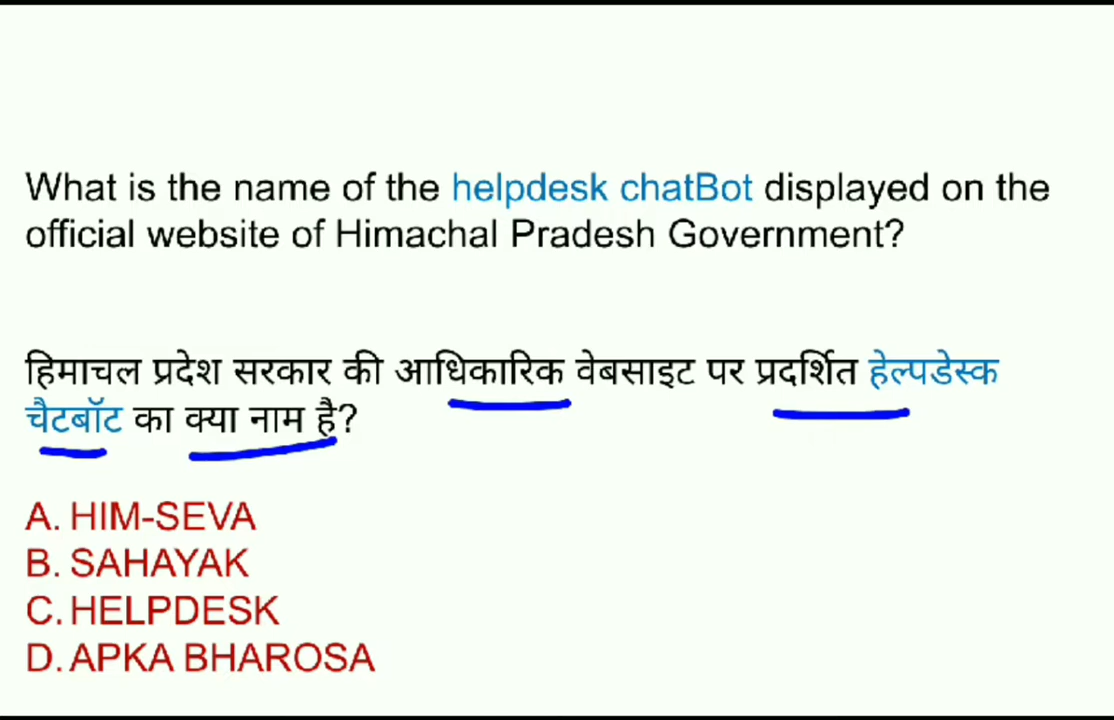 What is the name of the helpdesk chatBot displayed on the
official website of Himachal Pradesh Government?
हिमाचल प्रदेश सरकार की आधिकारिक वेबसाइट पर प्रदर्शित हेल्पडेस्क
चैटबॉट का क्या नाम है?
A. HIM-SEVA
B. SAHAYAK
C. HELPDESK
D. APKA BHAROSA